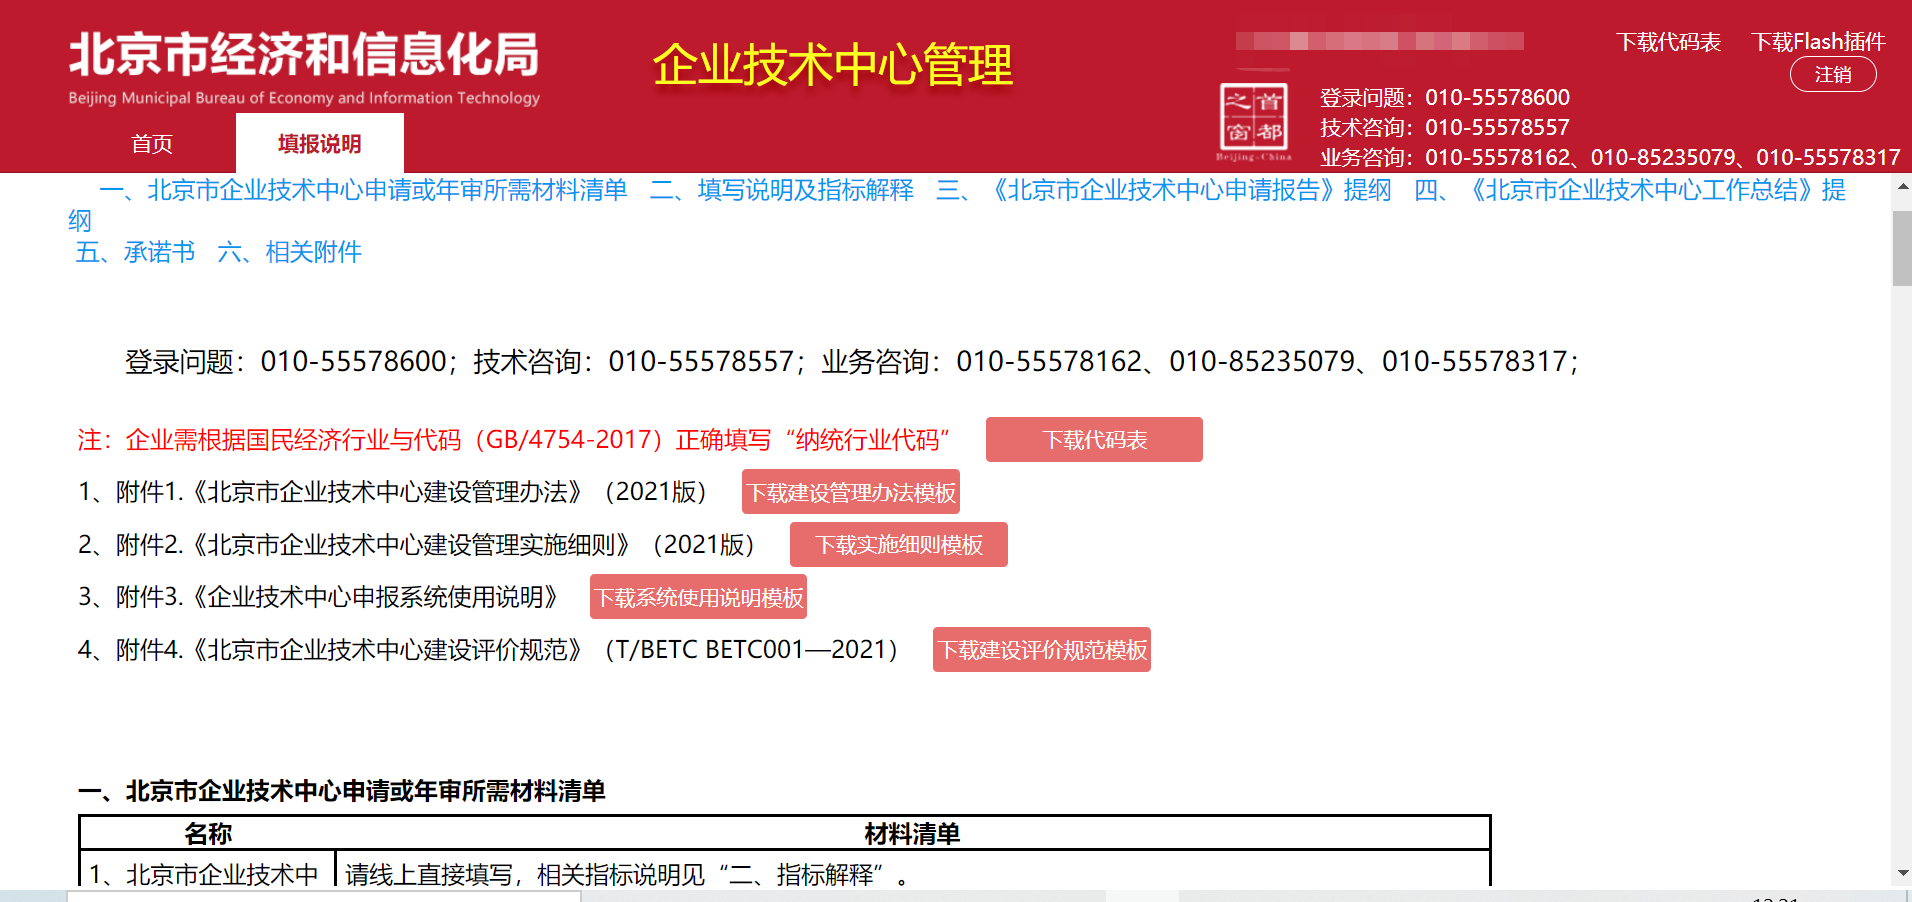 北京市经济和信息化局
Beijing Municipal Bureau of Economy and Information Technology
企业技术中心管理
下载代码表 下载Flash插件
注销
首都之窗
Beijing-China
登录问题：010-55578600
技术咨询：010-55578557
业务咨询：010-55578162、010-85235079、010-55578317
首页 填报说明
一、北京市企业技术中心申请或年审所需材料清单 二、填写说明及指标解释 三、《北京市企业技术中心申请报告》提纲 四、《北京市企业技术中心工作总结》提
纲
五、承诺书 六、相关附件
登录问题：010-55578600；技术咨询：010-55578557；业务咨询：010-55578162、010-85235079、010-55578317；
注：企业需根据国民经济行业与代码（GB/4754-2017）正确填写“纳统行业代码” 下载代码表
1、附件1.《北京市企业技术中心建设管理办法》（2021版） 下载建设管理办法模板
2、附件2.《北京市企业技术中心建设管理实施细则》（2021版） 下载实施细则模板
3、附件3.《企业技术中心申报系统使用说明》 下载系统使用说明模板
4、附件4.《北京市企业技术中心建设评价规范》（T/BETC BETC001—2021） 下载建设评价规范模板
一、北京市企业技术中心申请或年审所需材料清单
名称 材料清单
1、北京市企业技术中 请线上直接填写，相关指标说明见“二、指标解释”。